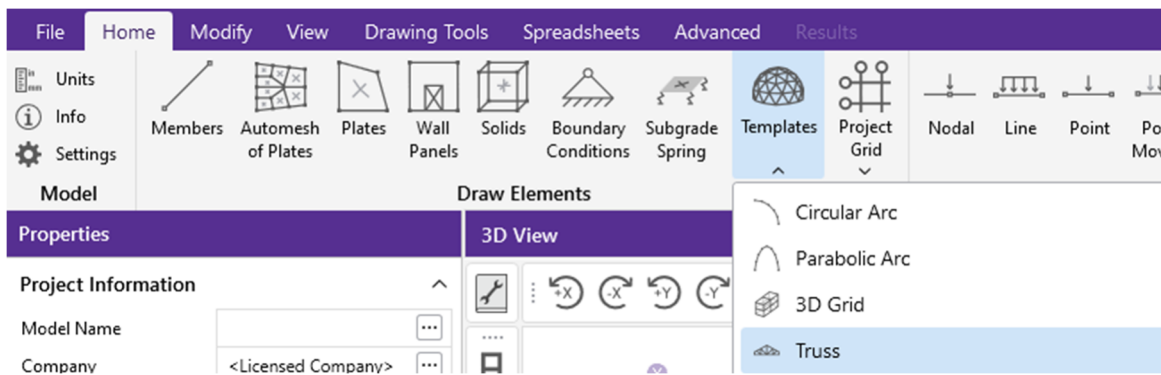 File Home Modify View Drawing Tools Spreadsheets Advanced Results
Units
Info
Settings
Model
Members Automesh of Plates Plates Wall Panels Solids Boundary Conditions Subgrade Spring Templates Project Grid Nodal Line Point
Draw Elements
Circular Arc
Parabolic Arc
3D Grid
Truss
Properties
Project Information
Model Name ...
Company <Licensed Company> ...
3D View
+X -X +Y -Y
Y